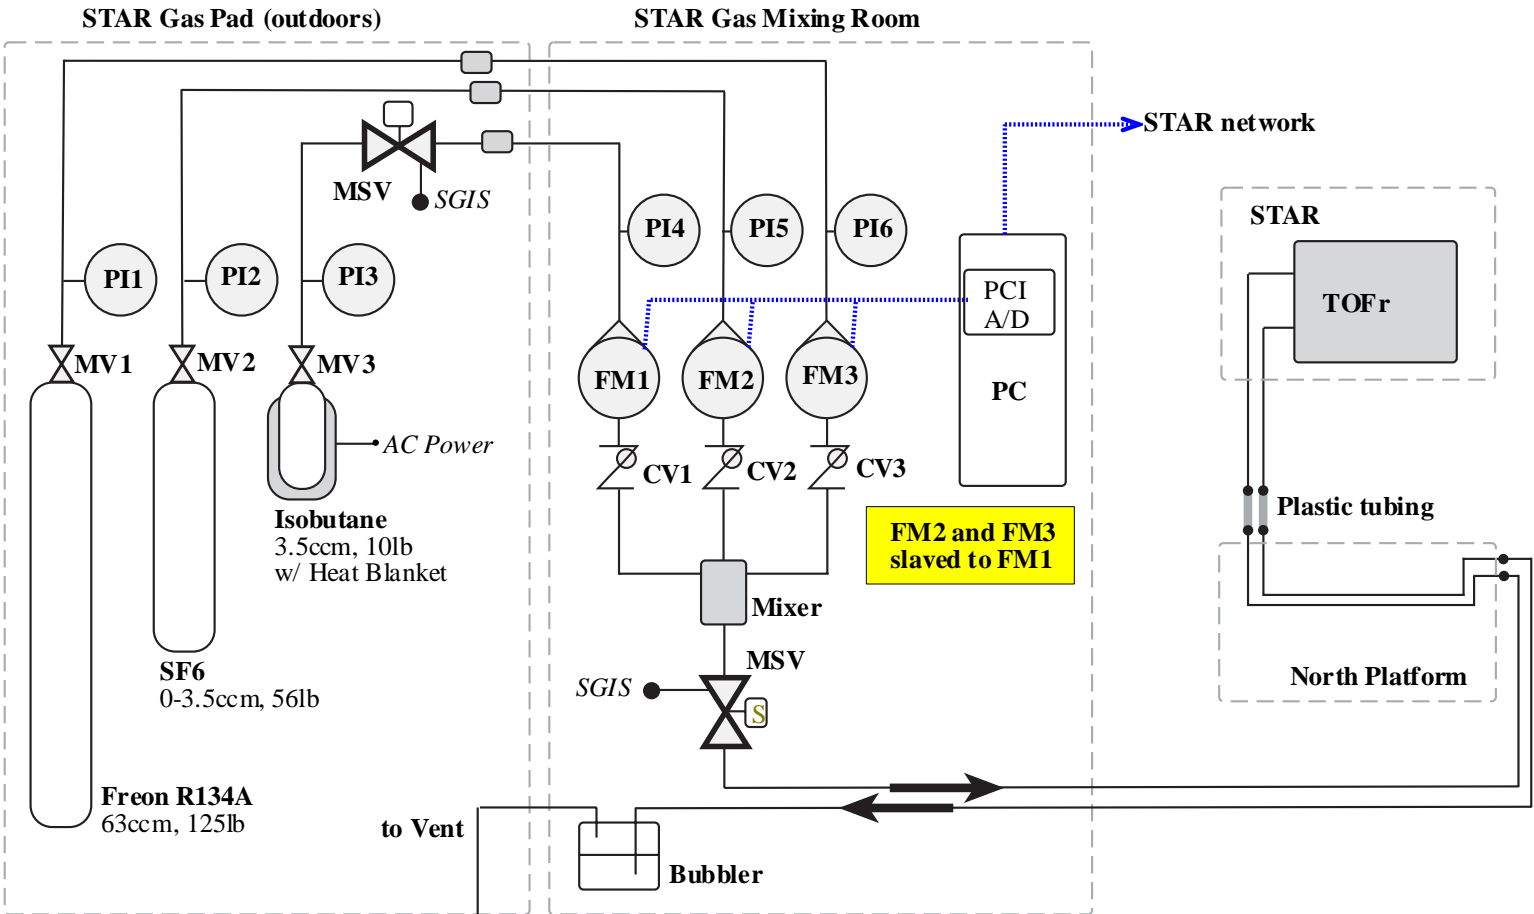 STAR Gas Pad (outdoors)
STAR Gas Mixing Room
STAR network
MSV
SGIS
STAR
PI4
PI5
PI6
PI1
PI2
PI3
PCI
A/D
TOFr
MV1
MV2
MV3
FM1
FM2
FM3
PC
AC Power
CV1
CV2
CV3
Plastic tubing
Isobutane
3.5ccm, 10lb
w/ Heat Blanket
FM2 and FM3
slaved to FM1
Mixer
MSV
SGIS
S
North Platform
SF6
0-3.5ccm, 56lb
Freon R134A
63ccm, 125lb
to Vent
Bubbler